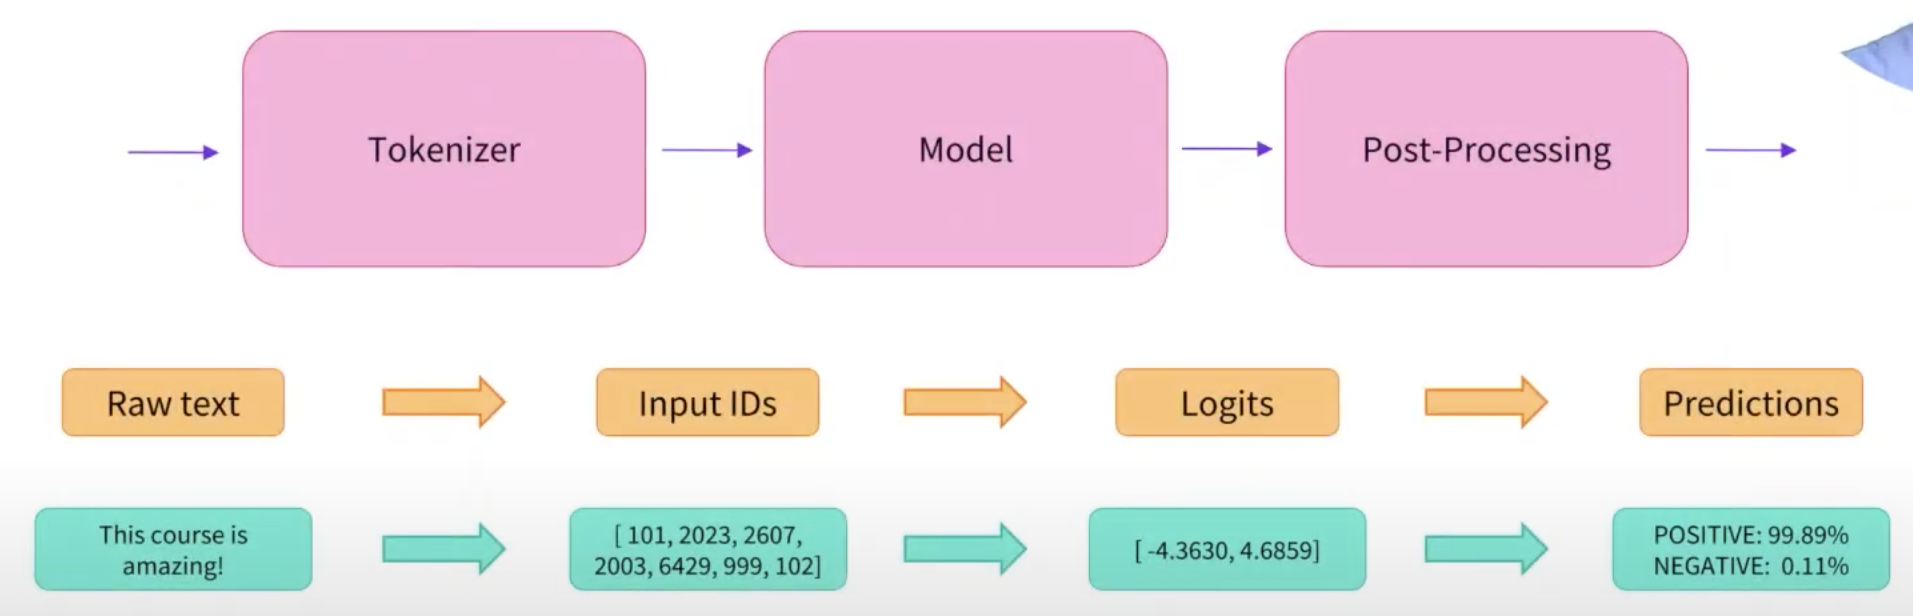 Tokenizer
Model
Post-Processing
Raw text
Input IDs
Logits
Predictions
This course is
amazing!
[ 101, 2023, 2607,
2003, 6429, 999, 102]
[ -4.3630, 4.6859]
POSITIVE: 99.89%
NEGATIVE: 0.11%